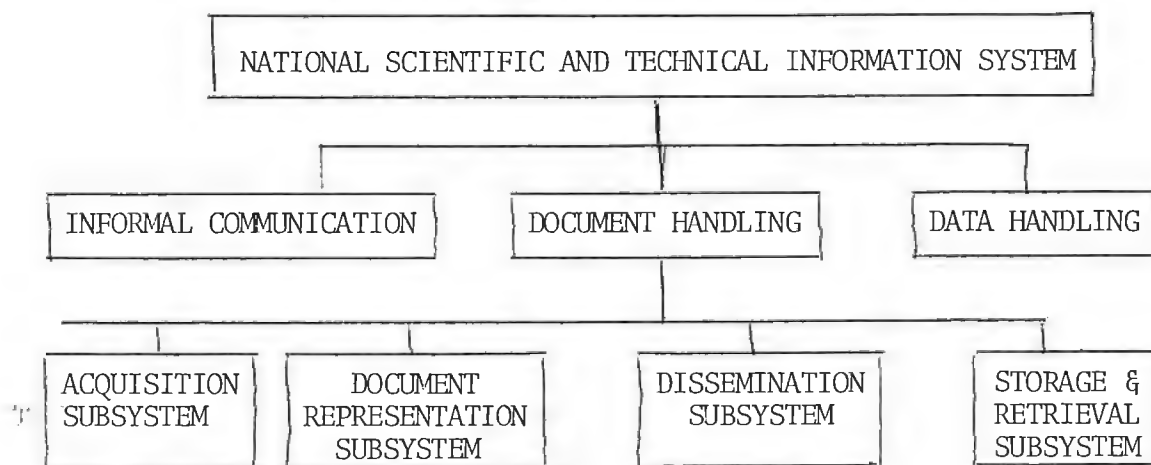 NATIONAL SCIENTIFIC AND TECHNICAL INFORMATION SYSTEM
INFORMAL COMMUNICATION
DOCUMENT HANDLING
DATA HANDLING
ACQUISITION
SUBSYSTEM
DOCUMENT
REPRESENTATION
SUBSYSTEM
DISSEMINATION
SUBSYSTEM
STORAGE &
RETRIEVAL
SUBSYSTEM